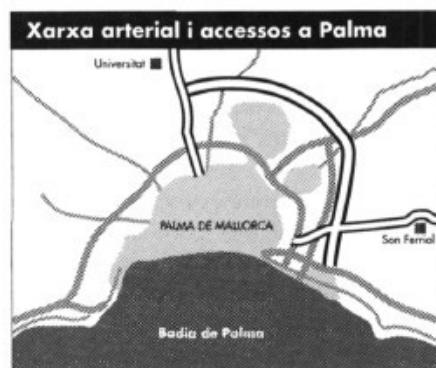 Xarxa arterial i accessos a Palma
Universitat
PALMA DE MALLORCA
Son Ferriol
Badia de Palma